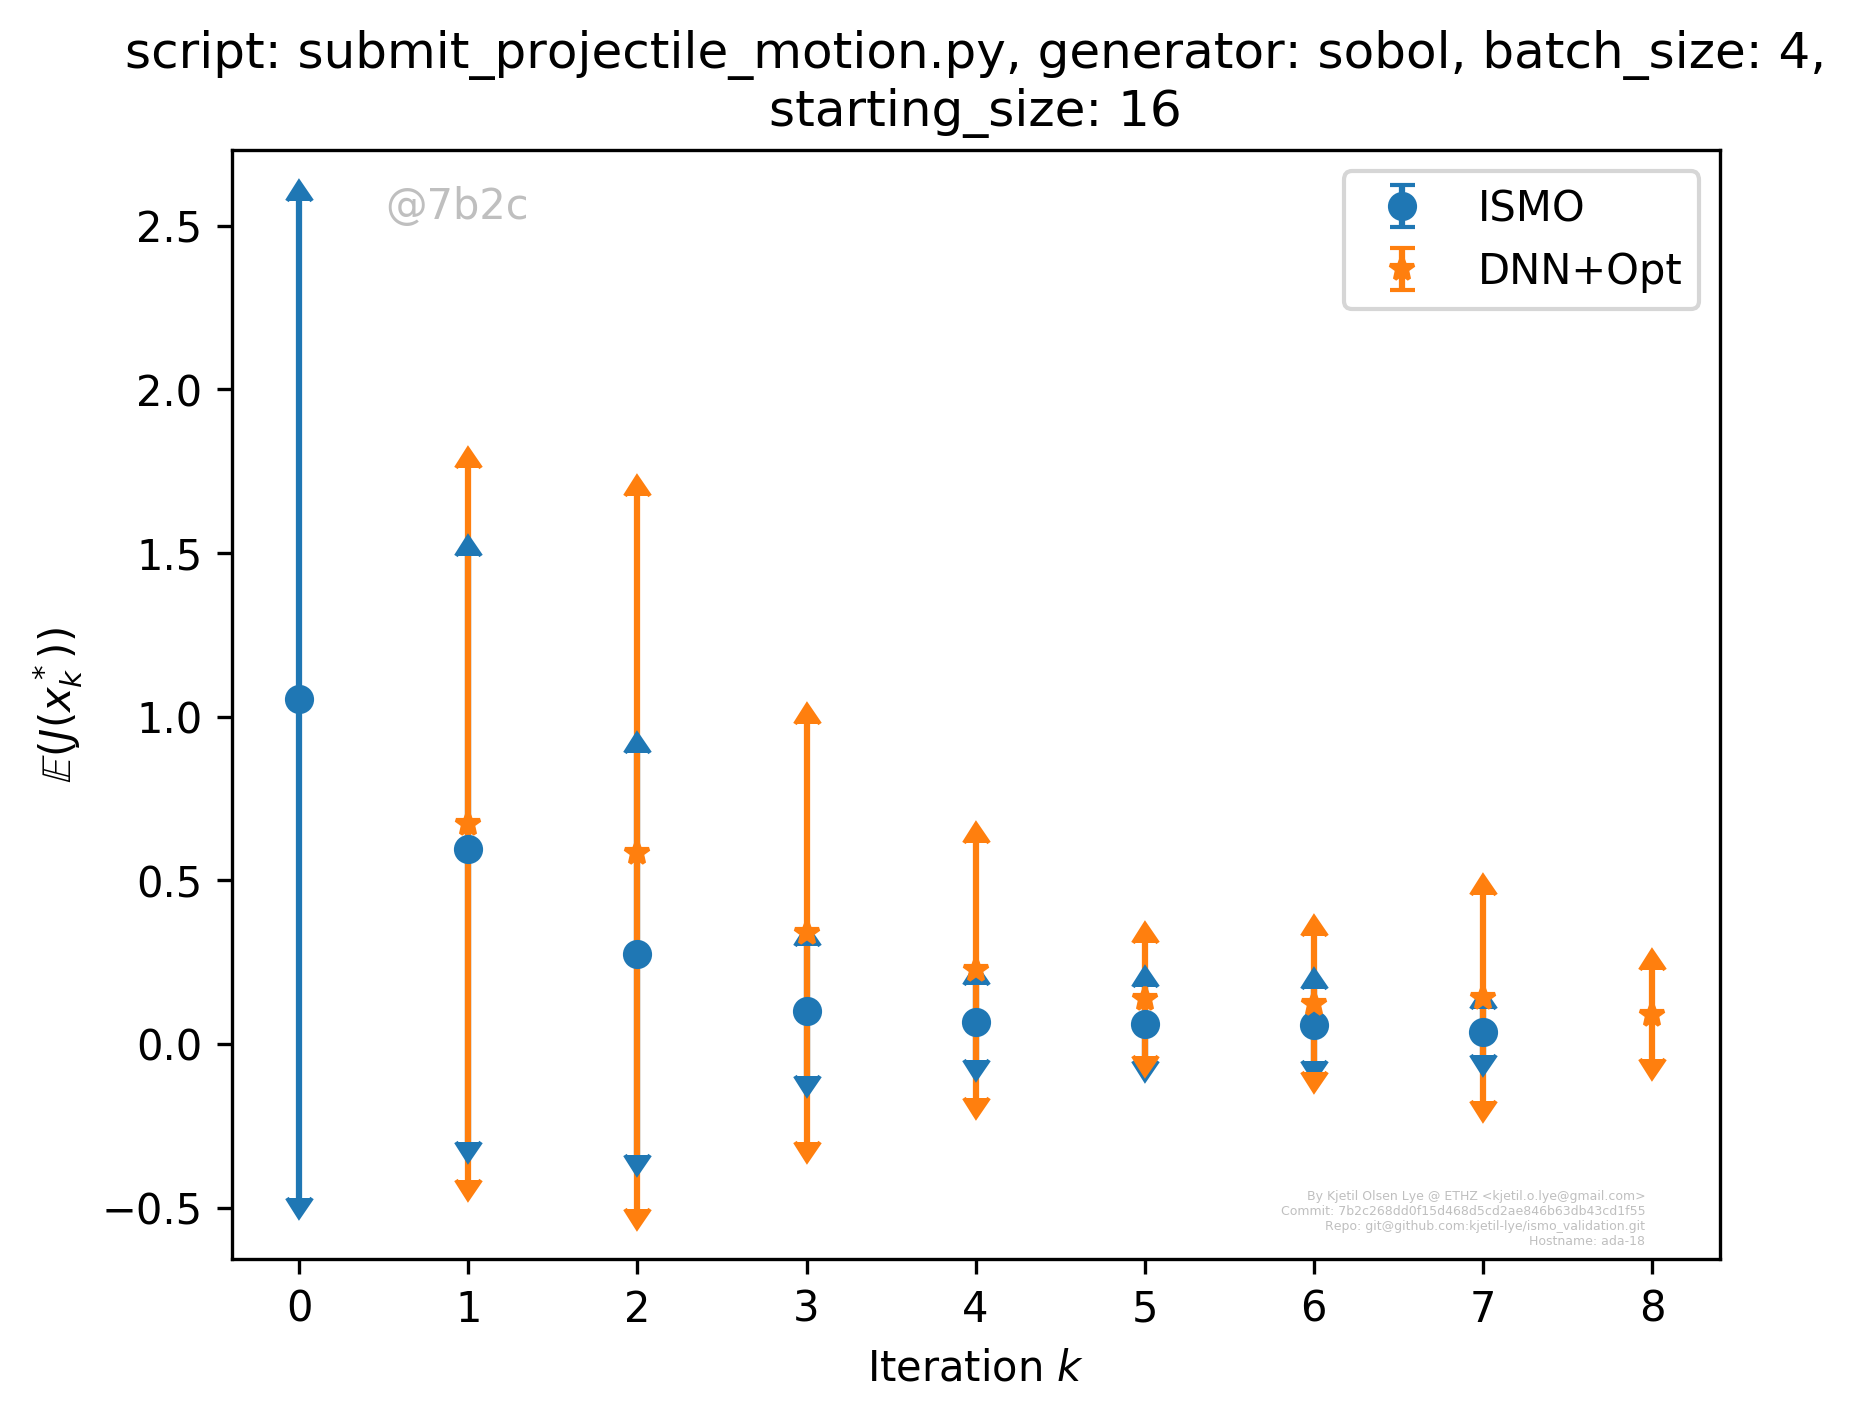 script: submit_projectile_motion.py, generator: sobol, batch_size: 4,
starting_size: 16
@7b2c
ISMO
DNN+Opt
2.5
2.0
1.5
1.0
0.5
0.0
−0.5
𝔼(J(x*k))
0 1 2 3 4 5 6 7 8
Iteration k
By Kjetil Olsen Lye @ ETHZ <kjetil.o.lye@gmail.com>
Commit: 7b2c268dd0f15d468d5cd2ae846b63db43cd1f55
Repo: git@github.com:kjetil-lye/ismo_validation.git
Hostname: ada-18